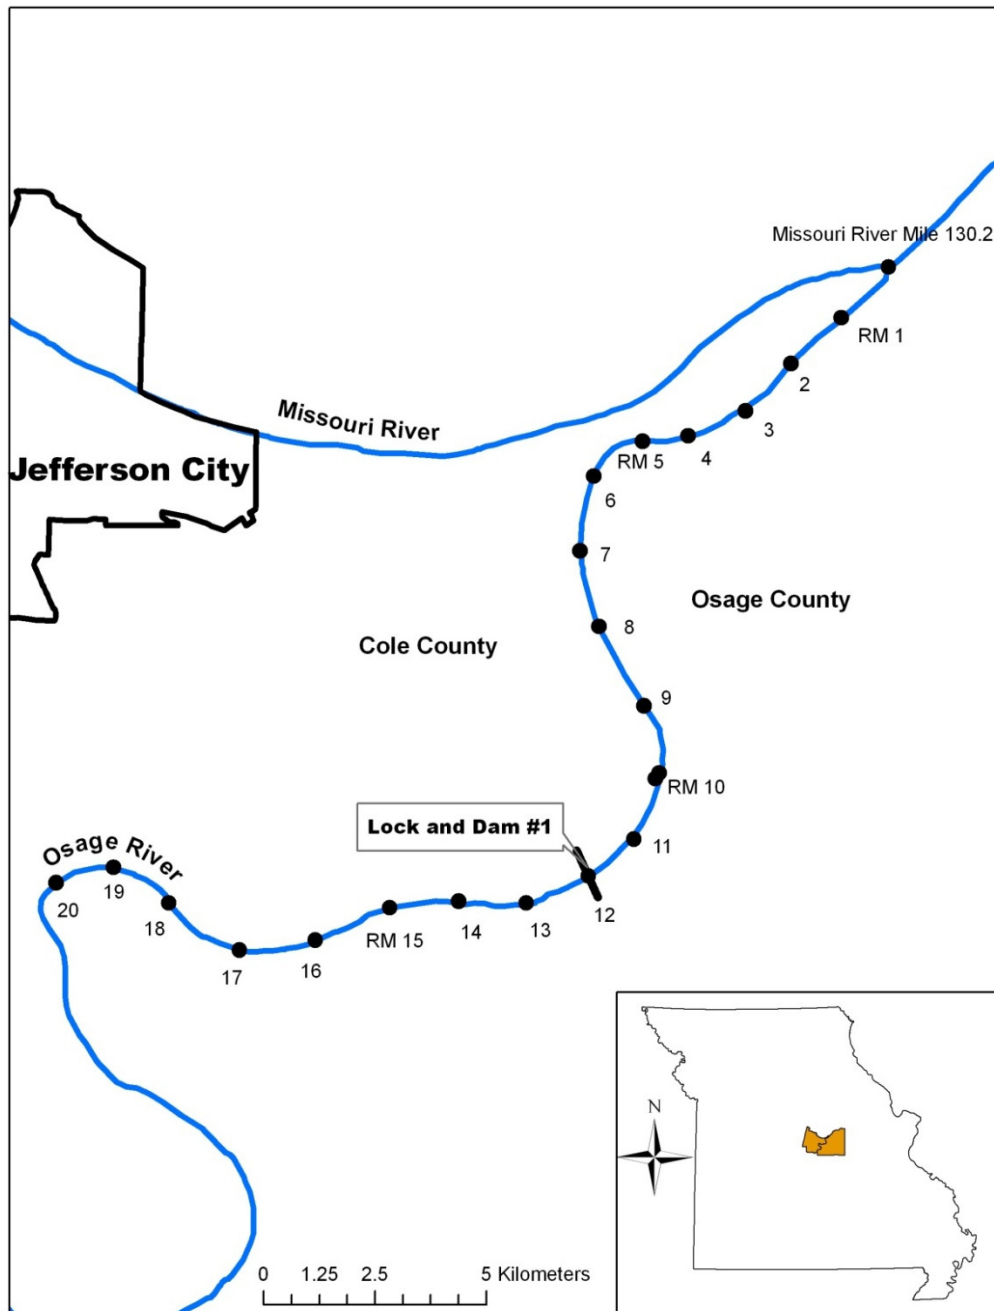 Missouri River Mile 130.2
RM 1
2
3
Missouri River
4
RM 5
Jefferson City
6
7
Osage County
8
Cole County
9
RM 10
Lock and Dam #1
11
Osage River
19
20
12
18
RM 15
14
13
16
17
N
0 1.25 2.5 5 Kilometers